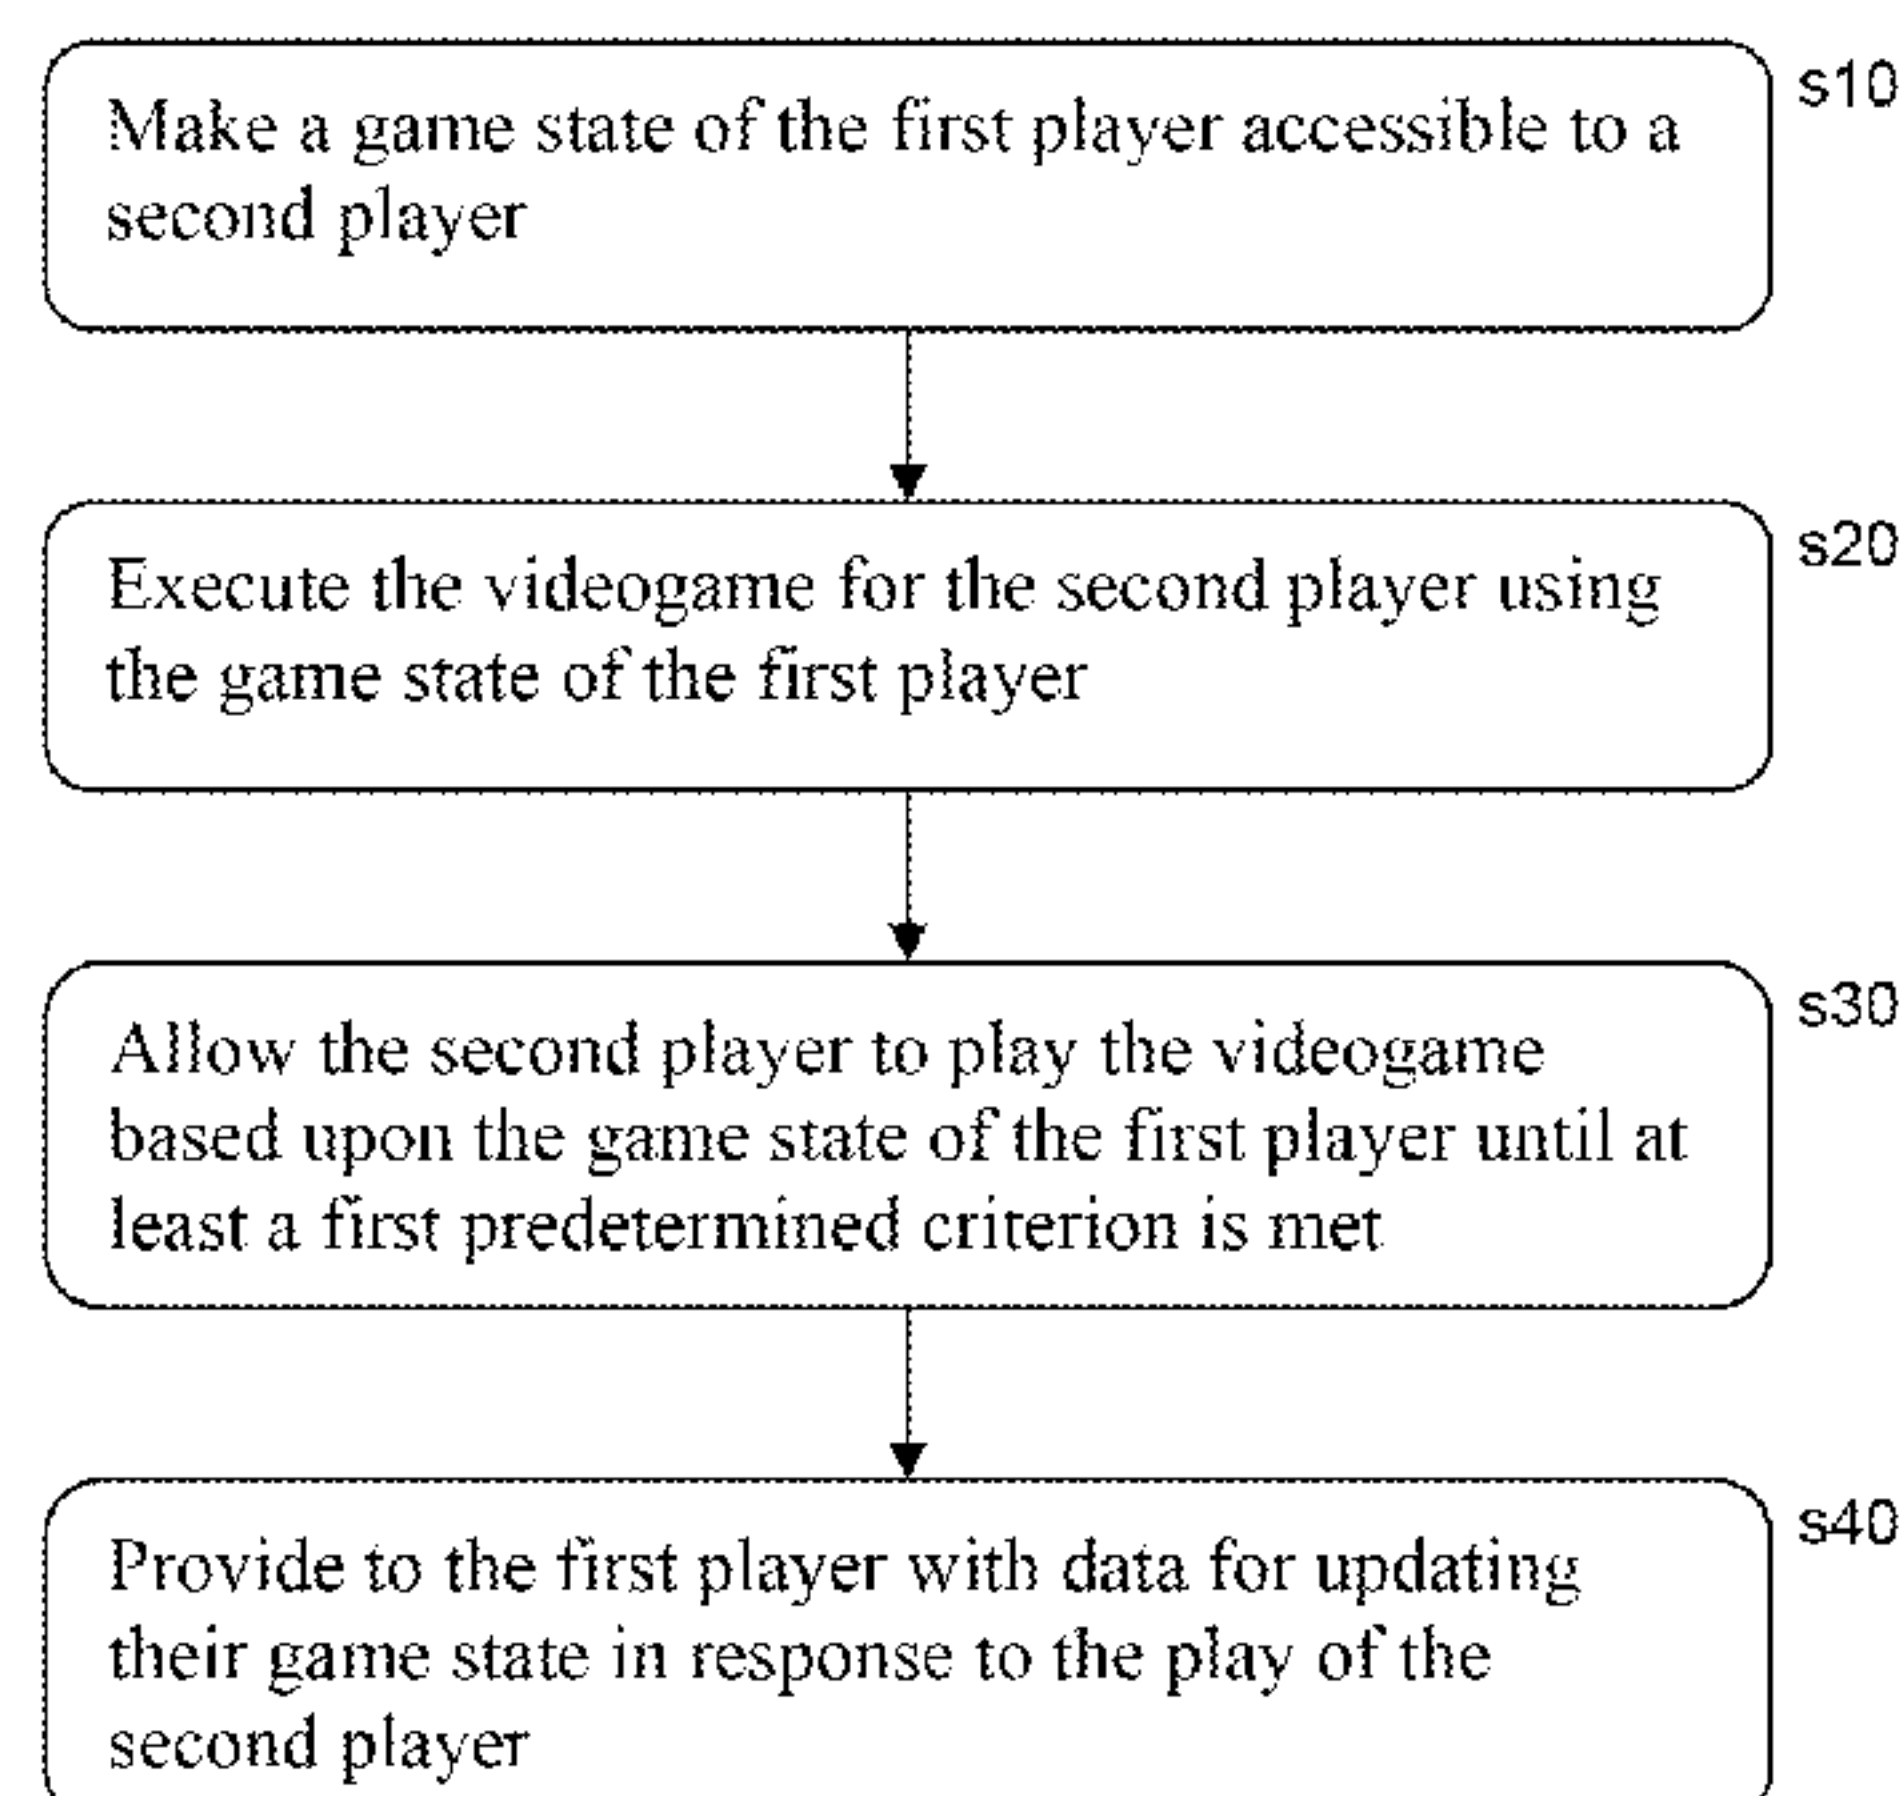 Make a game state of the first player accessible to a
second player
s10
Execute the videogame for the second player using
the game state of the first player
s20
Allow the second player to play the videogame
based upon the game state of the first player until at
least a first predetermined criterion is met
s30
Provide to the first player with data for updating
their game state in response to the play of the
second player
s40